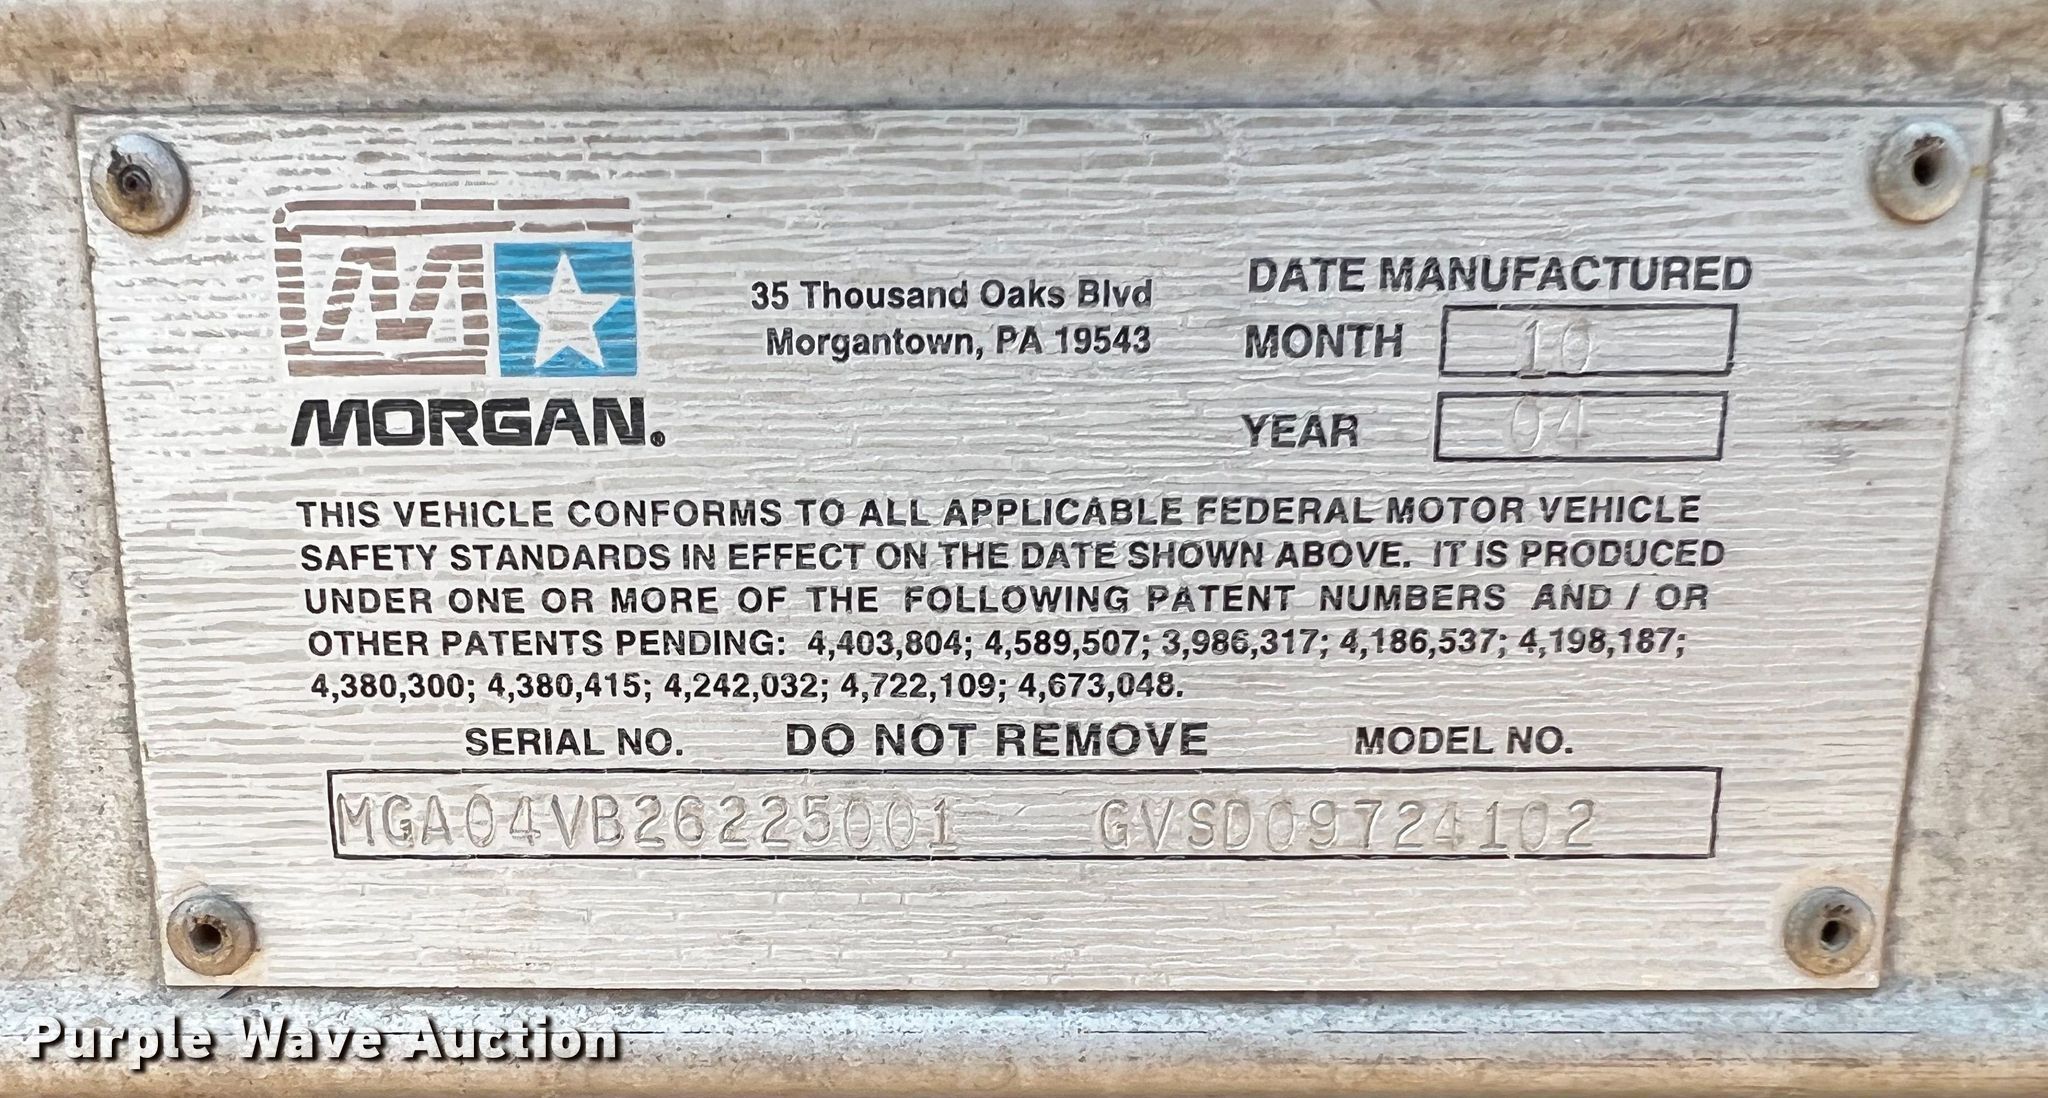 M
MORGAN®
35 Thousand Oaks Blvd
Morgantown, PA 19543
DATE MANUFACTURED
MONTH 10
YEAR 04
THIS VEHICLE CONFORMS TO ALL APPLICABLE FEDERAL MOTOR VEHICLE
SAFETY STANDARDS IN EFFECT ON THE DATE SHOWN ABOVE. IT IS PRODUCED
UNDER ONE OR MORE OF THE FOLLOWING PATENT NUMBERS AND / OR
OTHER PATENTS PENDING: 4,403,804; 4,589,507; 3,986,317; 4,186,537; 4,198,187;
4,380,300; 4,380,415; 4,242,032; 4,722,109; 4,673,048.
SERIAL NO. DO NOT REMOVE MODEL NO.
MGA04VB26225001 GVSD09724102
Purple Wave Auction